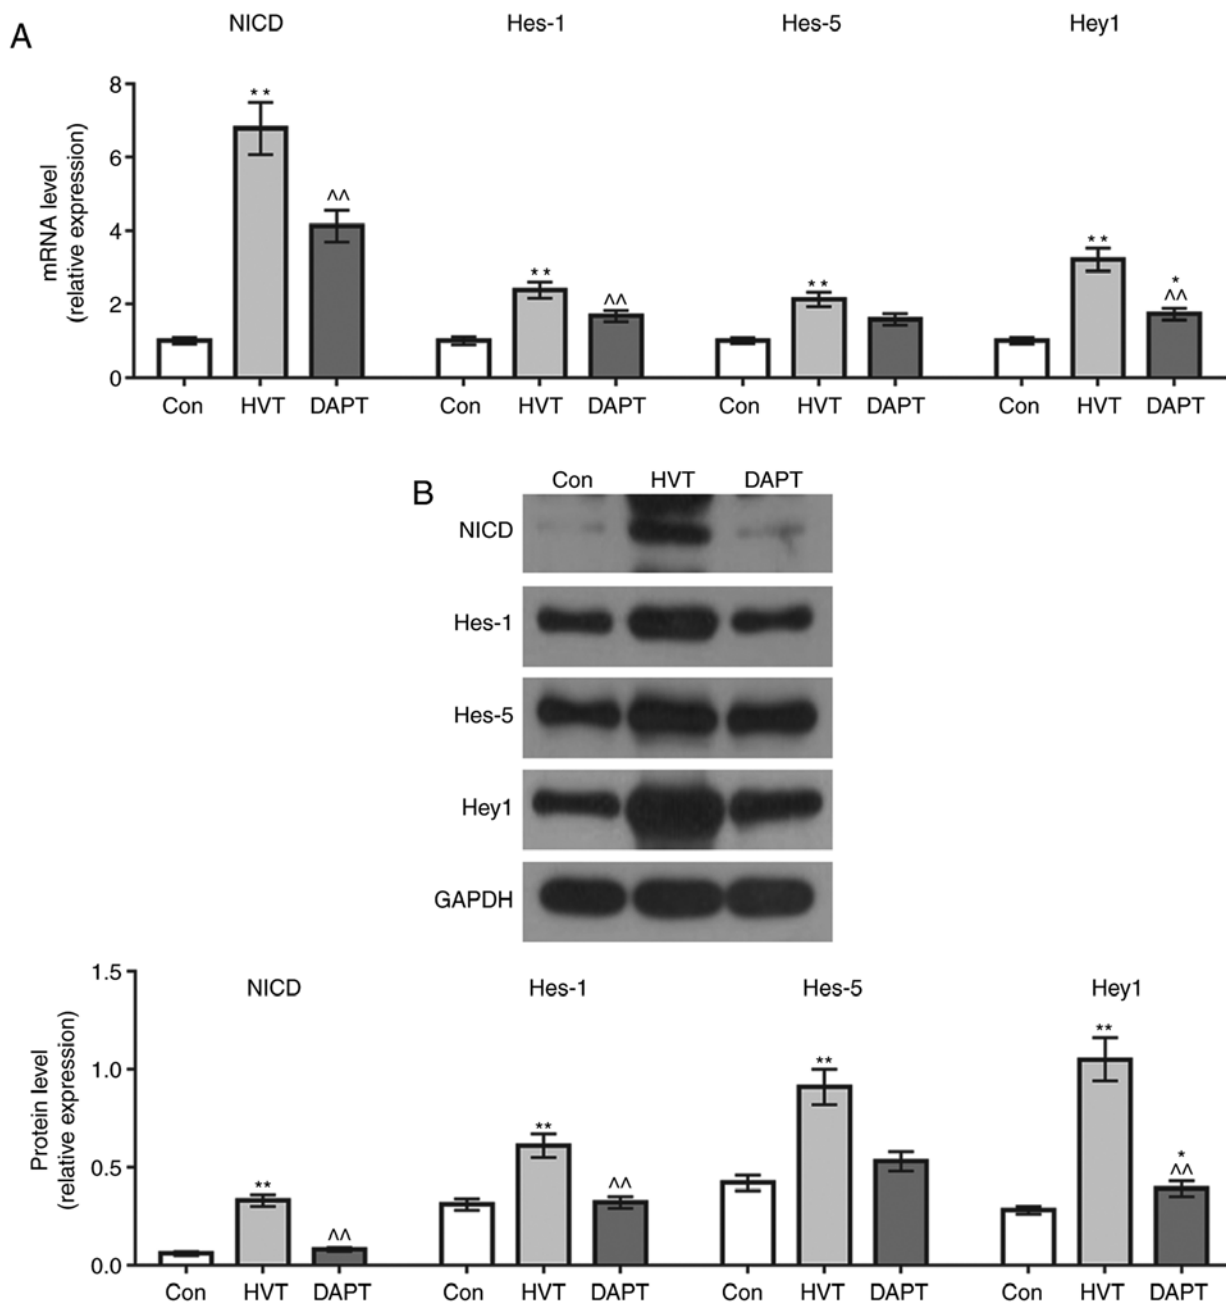 A
NICD Hes-1 Hes-5 Hey1
mRNA level
(relative expression)
8
6
4
2
0
** ^^ ** ^^ ** ** * ^^
Con HVT DAPT Con HVT DAPT Con HVT DAPT Con HVT DAPT
B
Con HVT DAPT
NICD
Hes-1
Hes-5
Hey1
GAPDH
Protein level
(relative expression)
1.5
1.0
0.5
0.0
NICD Hes-1 Hes-5 Hey1
** ^^ ** ^^ ** ** * ^^
Con HVT DAPT Con HVT DAPT Con HVT DAPT Con HVT DAPT